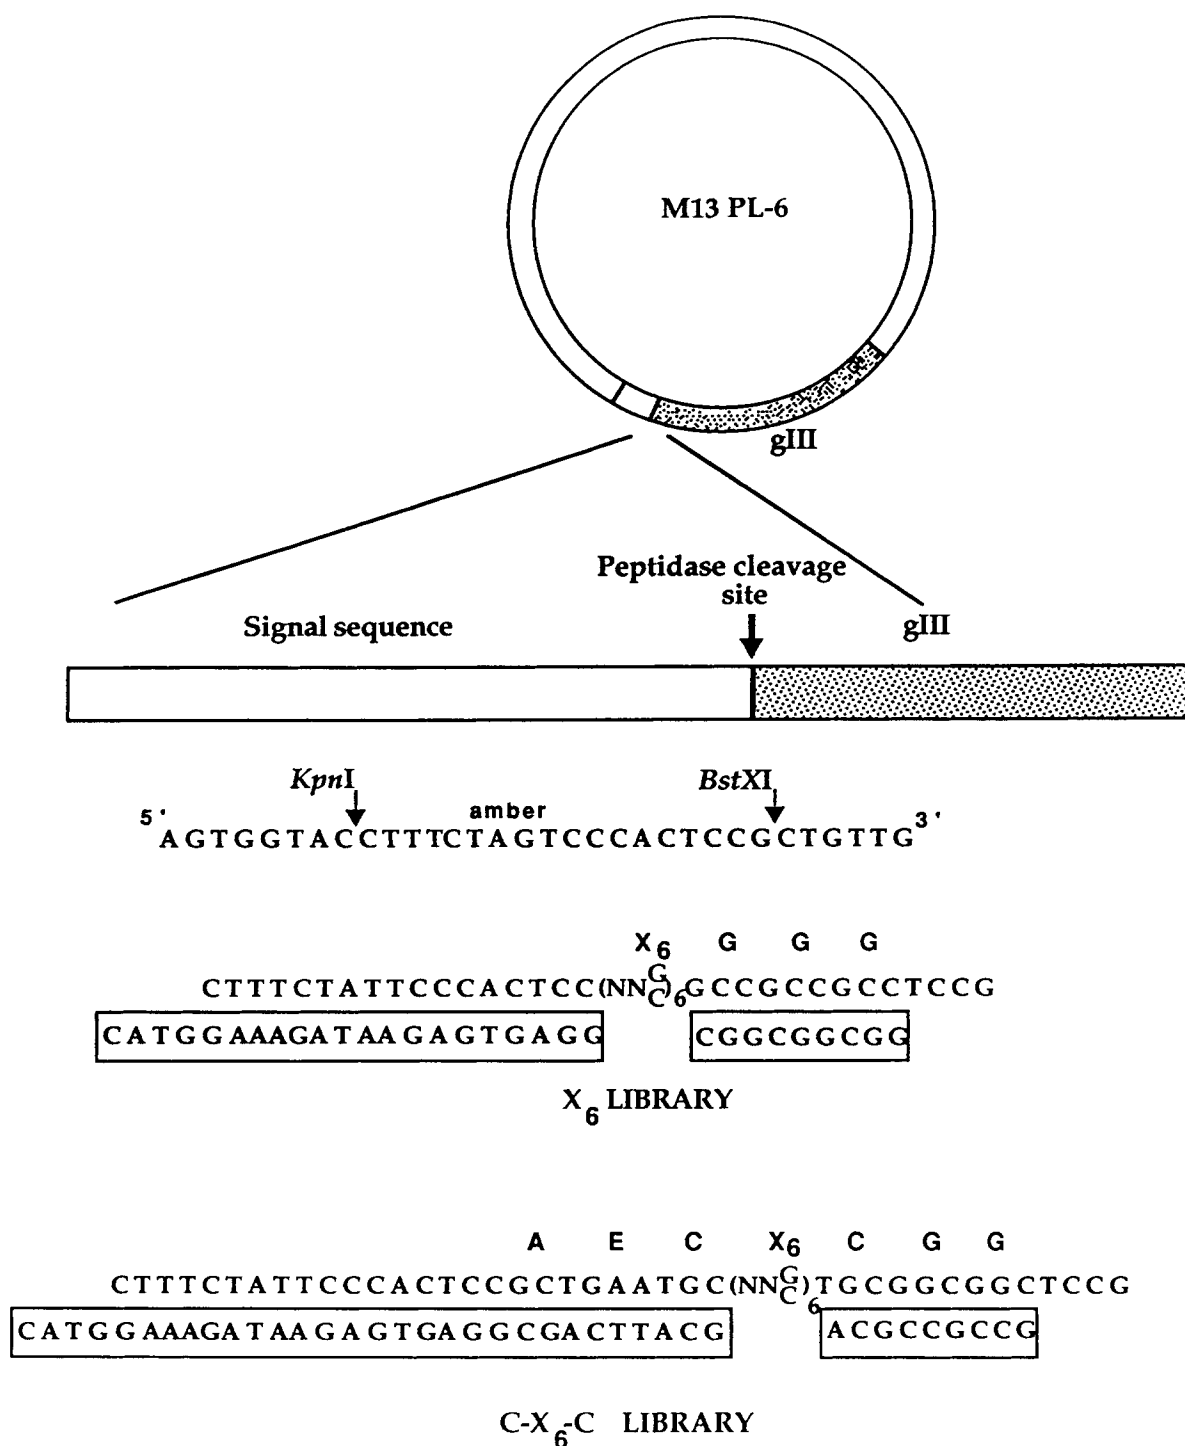 M13 PL-6
gIII
Peptidase cleavage
site
Signal sequence
gIII
KpnI
BstXI
amber
5' AGTGGTACCTTTCTAGTCCCACTCCGCTGTTG 3'
X6 G G G
CTTTCTATTCCCACTCC(NNG/C)6GCCGCCGCCTCCG
CATGGAAAGATAAGAGTGAGG CGGCGGCGG
X6 LIBRARY
A E C X6 C G G
CTTTCTATTCCCACTCCGCTGAATGC(NNG/C)6TGCGGCGGCTCCG
CATGGAAAGATAAGAGTGAGGCGACTTACG ACGCCGCCG
C-X6-C LIBRARY